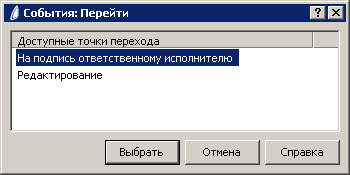 События: Перейти
Доступные точки перехода
На подпись ответственному исполнителю
Редактирование
Выбрать Отмена Справка